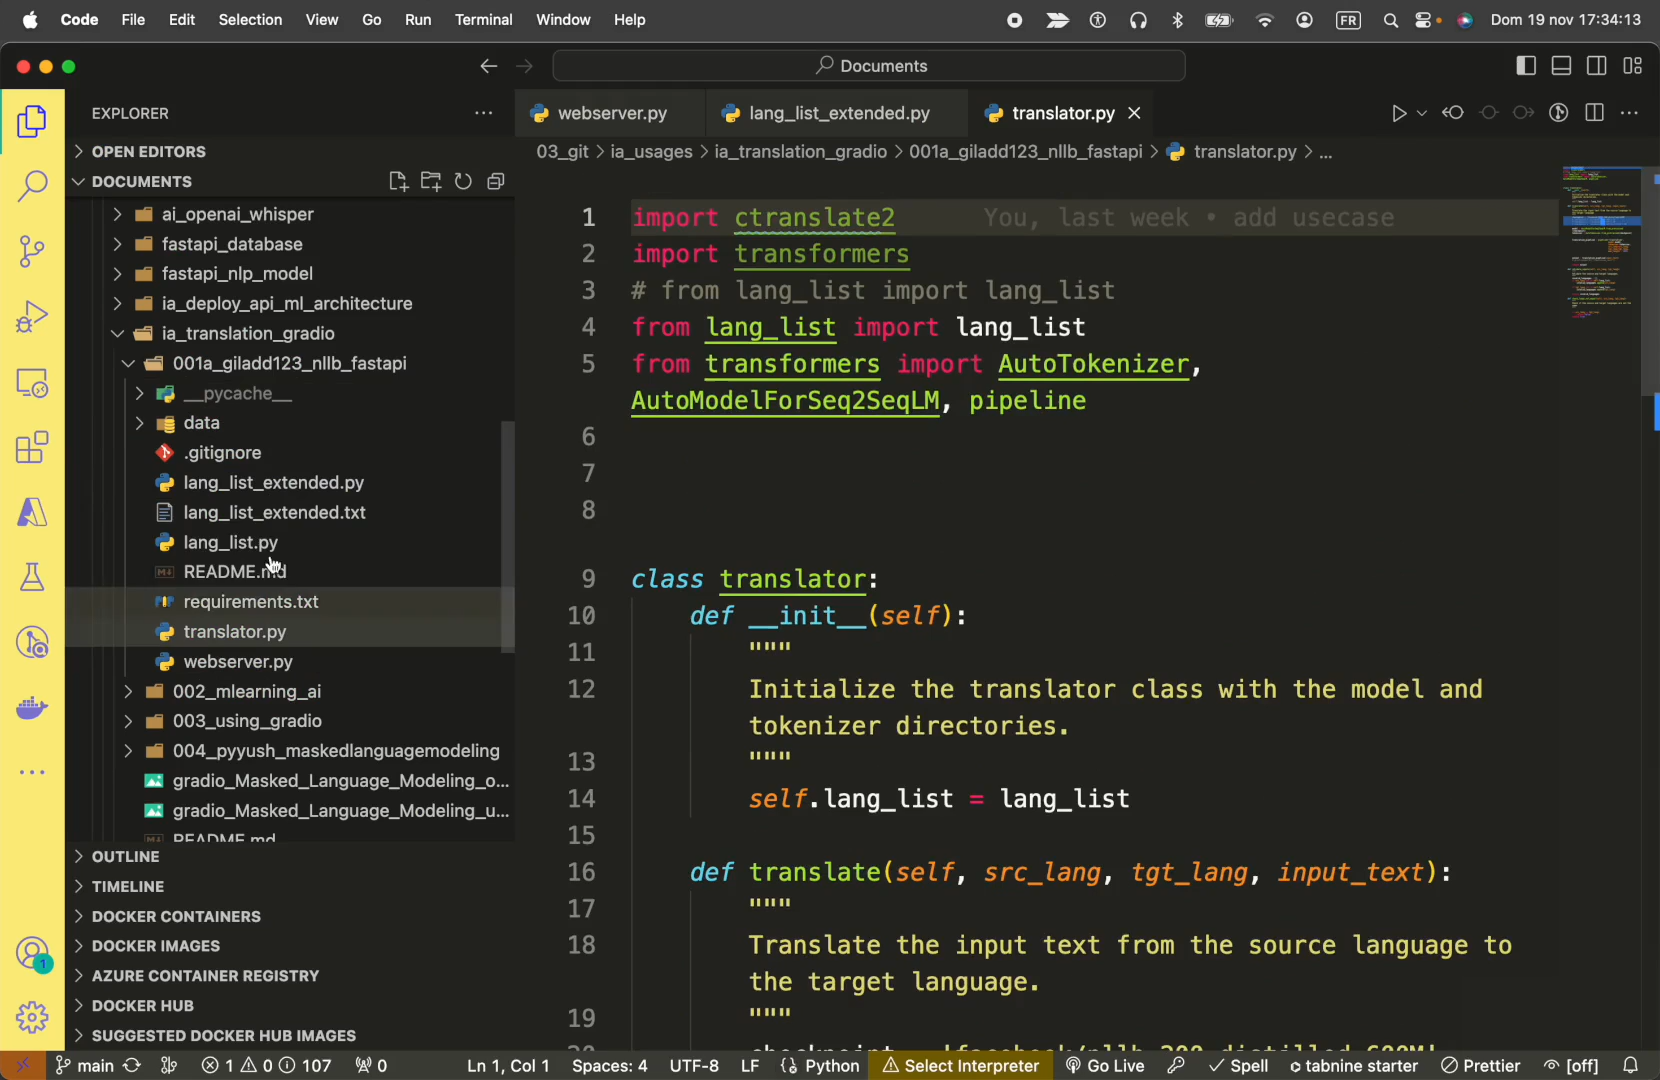 Code File Edit Selection View Go Run Terminal Window Help FR Dom 19 nov 17:34:13
Documents
EXPLORER
webserver.py lang_list_extended.py translator.py
OPEN EDITORS
03_git > ia_usages > ia_translation_gradio > 001a_giladd123_nllb_fastapi > translator.py > ...
DOCUMENTS
ai_openai_whisper
fastapi_database
fastapi_nlp_model
ia_deploy_api_ml_architecture
ia_translation_gradio
001a_giladd123_nllb_fastapi
__pycache__
data
.gitignore
lang_list_extended.py
lang_list_extended.txt
lang_list.py
README.md
requirements.txt
translator.py
webserver.py
002_mlearning_ai
003_using_gradio
004_pyyush_maskedlanguagemodeling
gradio_Masked_Language_Modeling_o...
gradio_Masked_Language_Modeling_u...
README.md
OUTLINE
TIMELINE
DOCKER CONTAINERS
DOCKER IMAGES
AZURE CONTAINER REGISTRY
DOCKER HUB
SUGGESTED DOCKER HUB IMAGES
1 import ctranslate2 You, last week • add usecase
2 import transformers
3 # from lang_list import lang_list
4 from lang_list import lang_list
5 from transformers import AutoTokenizer,
AutoModelForSeq2SeqLM, pipeline
6
7
8
9 class translator:
10 def __init__(self):
11 """
12 Initialize the translator class with the model and
tokenizer directories.
13 """
14 self.lang_list = lang_list
15
16 def translate(self, src_lang, tgt_lang, input_text):
17 """
18 Translate the input text from the source language to
the target language.
19 """
1
main 1 0 107 0 Ln 1, Col 1 Spaces: 4 UTF-8 LF Python Select Interpreter Go Live Spell tabnine starter Prettier [off]